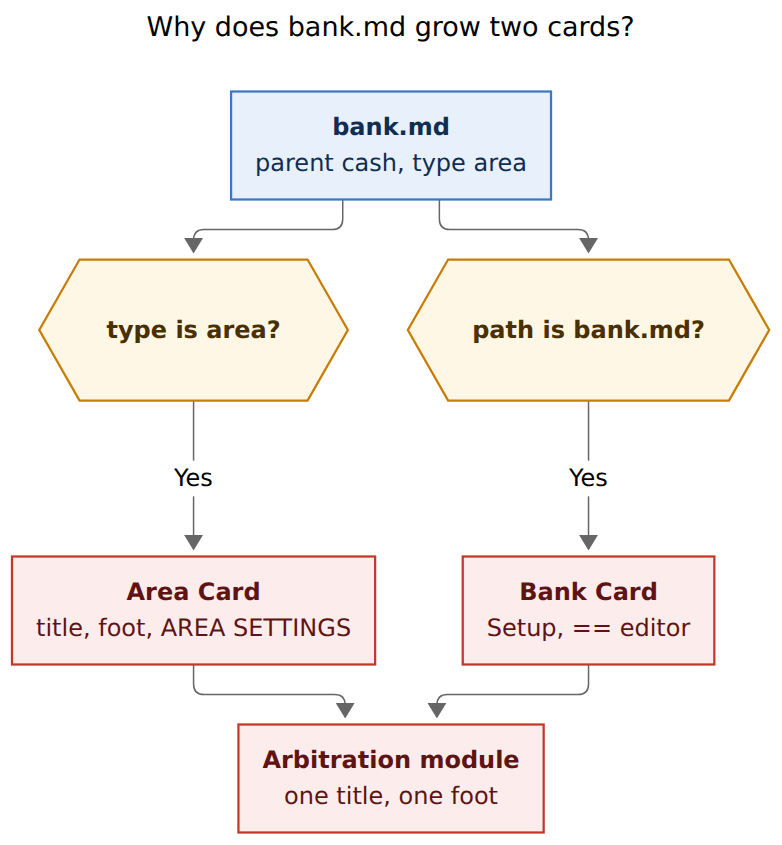 Why does bank.md grow two cards?
bank.md
parent cash, type area
type is area?
path is bank.md?
Yes
Yes
Area Card
title, foot, AREA SETTINGS
Bank Card
Setup, == editor
Arbitration module
one title, one foot